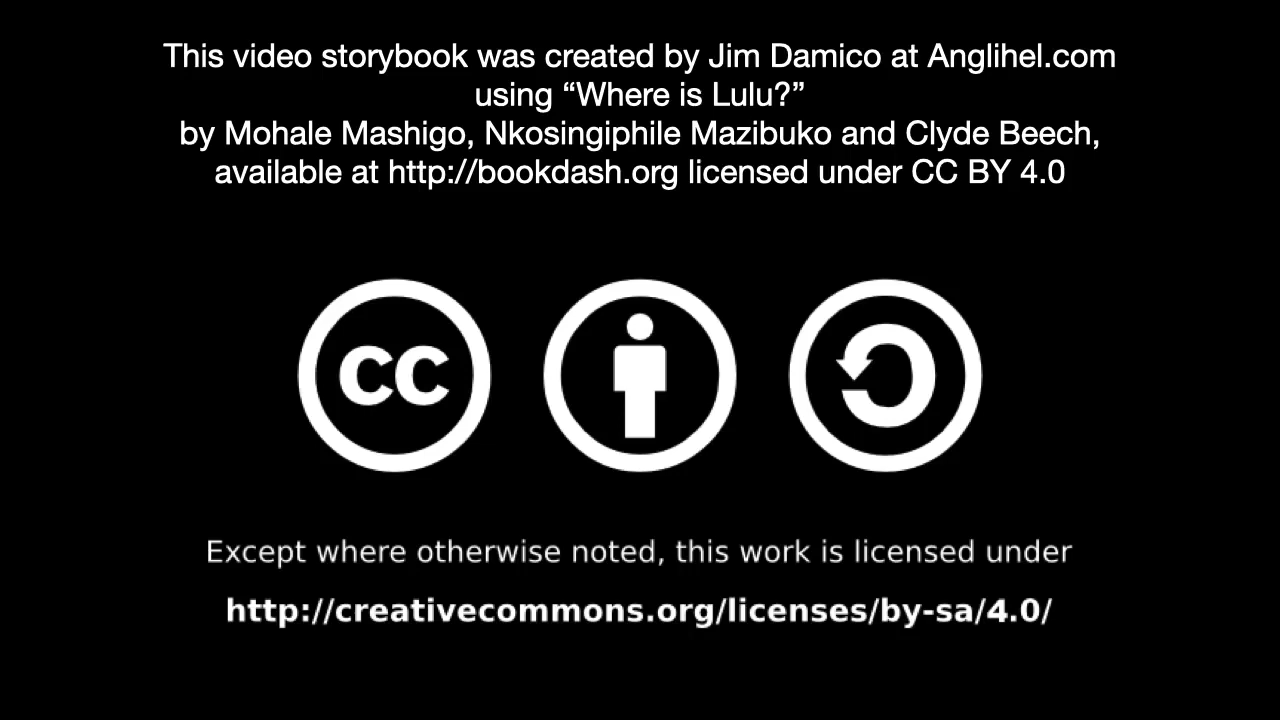 This video storybook was created by Jim Damico at Anglihel.com
using “Where is Lulu?”
by Mohale Mashigo, Nkosingiphile Mazibuko and Clyde Beech,
available at http://bookdash.org licensed under CC BY 4.0
cc
Except where otherwise noted, this work is licensed under
http://creativecommons.org/licenses/by-sa/4.0/